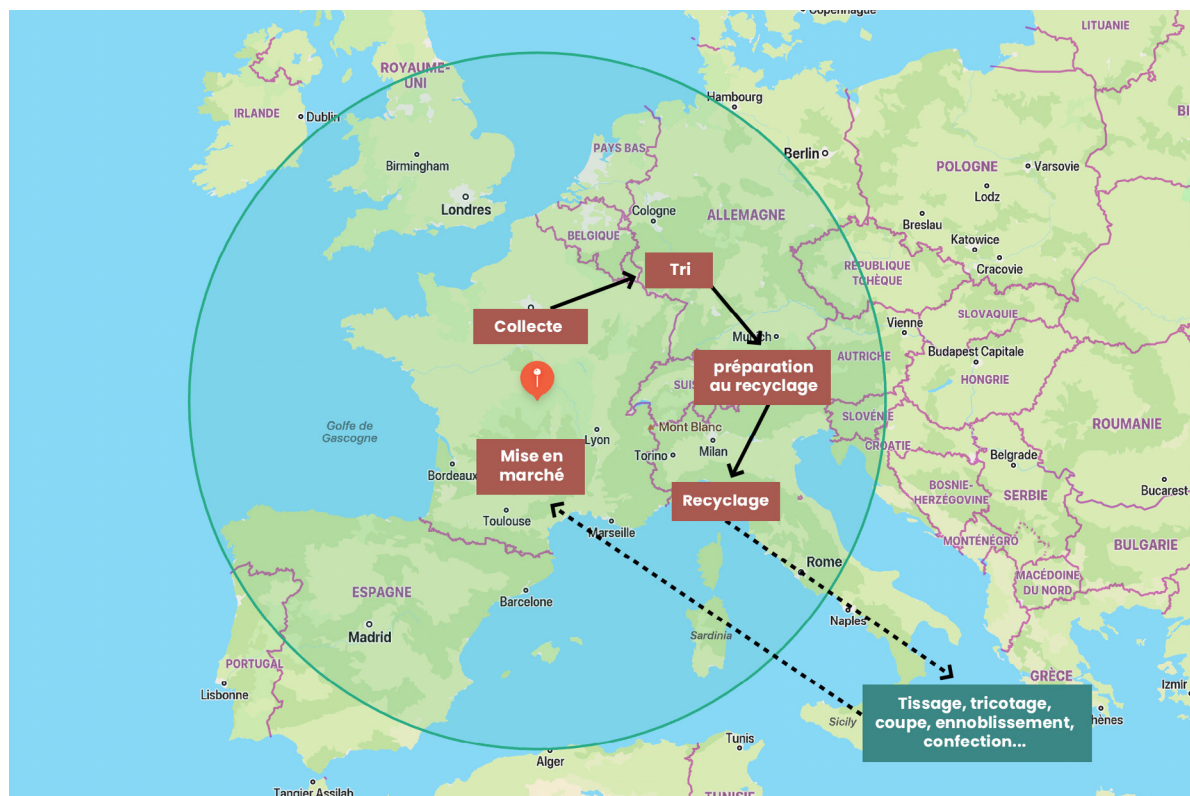 Copenhague
LITUANIE
ROYAUME-
UNI
Hambourg
IRLANDE
Dublin
PAYS BAS
Berlin
Birmingham
POLOGNE
Varsovie
Lodz
Londres
Cologne
ALLEMAGNE
Breslau
BELGIQUE
Katowice
Cracovie
Tri
RÉPUBLIQUE
TCHÈQUE
SLOVAQUIE
Collecte
Vienne
AUTRICHE
Budapest Capitale
préparation
au recyclage
HONGRIE
SLOVÉNIE
ROUMANIE
Golfe de
Gascogne
Lyon
Mont Blanc
CROATIE
Torino
Milan
Belgrade
Mise en
marché
Bordeaux
BOSNIE-
HERZÉGOVINE
SERBIE
Bucarest
Recyclage
Toulouse
Marseille
MONTÉNÉGRO
BULGARIE
Rome
MACÉDOINE
DU NORD
ESPAGNE
Barcelone
Naples
Madrid
Sardinia
PORTUGAL
GRÈCE
Lisbonne
Izmir
Tissage, tricotage,
coupe, ennoblissement,
confection...
Sicily
Tunis
Alger
Tangier Assilah
TUNISIE